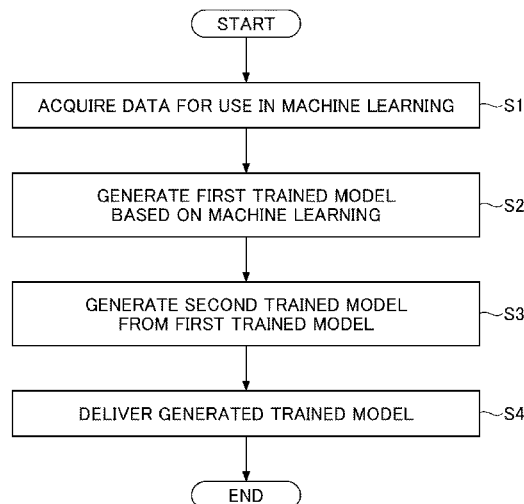 START
ACQUIRE DATA FOR USE IN MACHINE LEARNING
S1
GENERATE FIRST TRAINED MODEL
BASED ON MACHINE LEARNING
S2
GENERATE SECOND TRAINED MODEL
FROM FIRST TRAINED MODEL
S3
DELIVER GENERATED TRAINED MODEL
S4
END